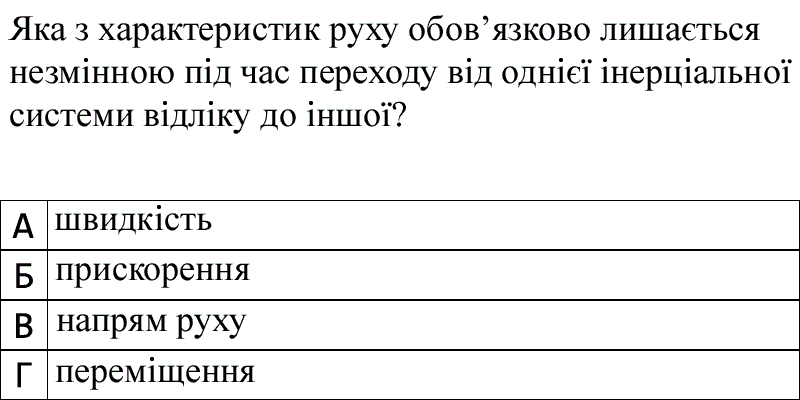 Яка з характеристик руху обов’язково лишається
незмінною під час переходу від однієї інерціальної
системи відліку до іншої?
А швидкість
Б прискорення
В напрям руху
Г переміщення